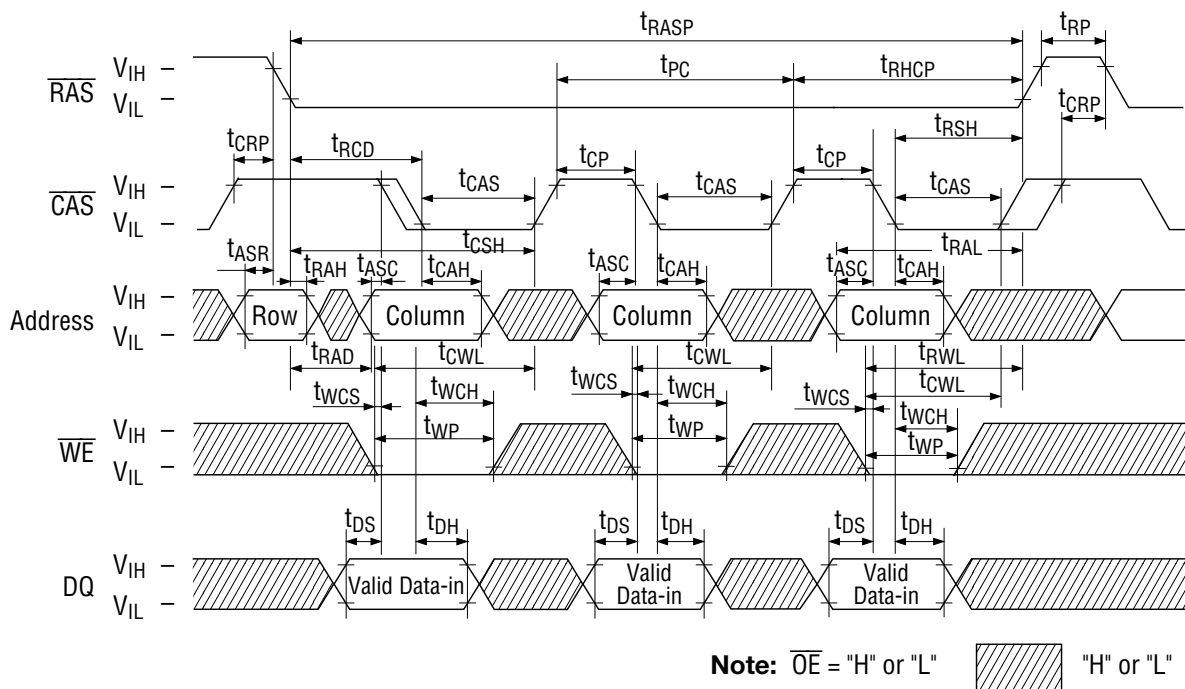 tRASP tRP
tPC tRHCP
VIH
RAS
VIL
tCRP
tRSH
tCRP tRCD
tCP tCP
tCAS tCAS tCAS
VIH
CAS
VIL
tCSH tRAL
tASR tRAH tASC tCAH tASC tCAH tASC tCAH
VIH
Address Row Column Column Column
VIL
tRAD tCWL tCWL tRWL
tCWL
tWCS tWCH tWCS tWCH tWCS tWCH
VIH
WE
VIL
tWP tWP tWP
tDS tDH tDS tDH tDS tDH
VIH
DQ Valid Data-in Valid Data-in Valid Data-in
VIL
Note: OE = "H" or "L" "H" or "L"